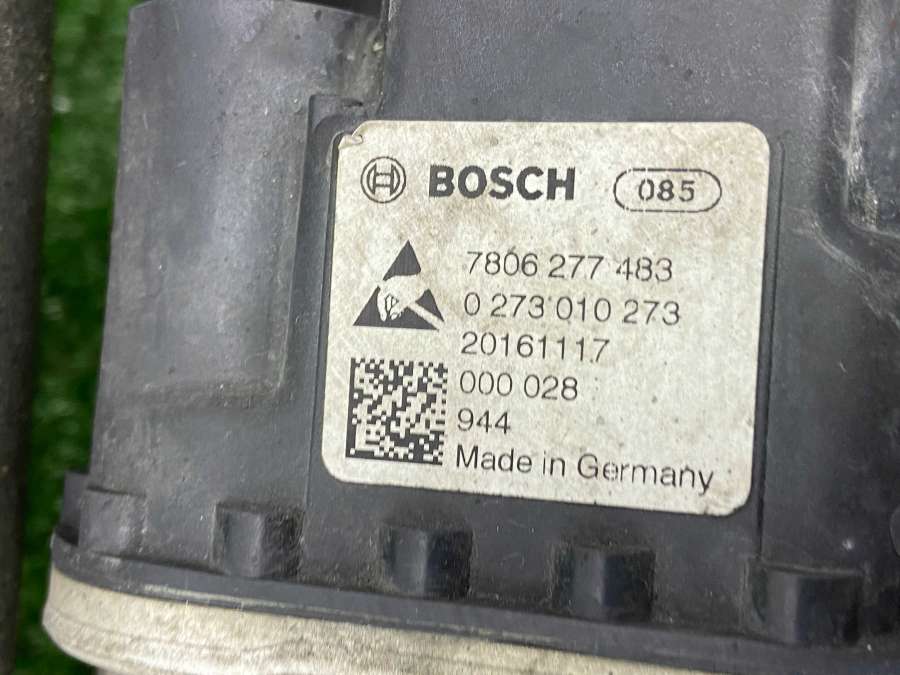 BOSCH 085
7806 277 483
0 273 010 273
20161117
000 028
944
Made in Germany